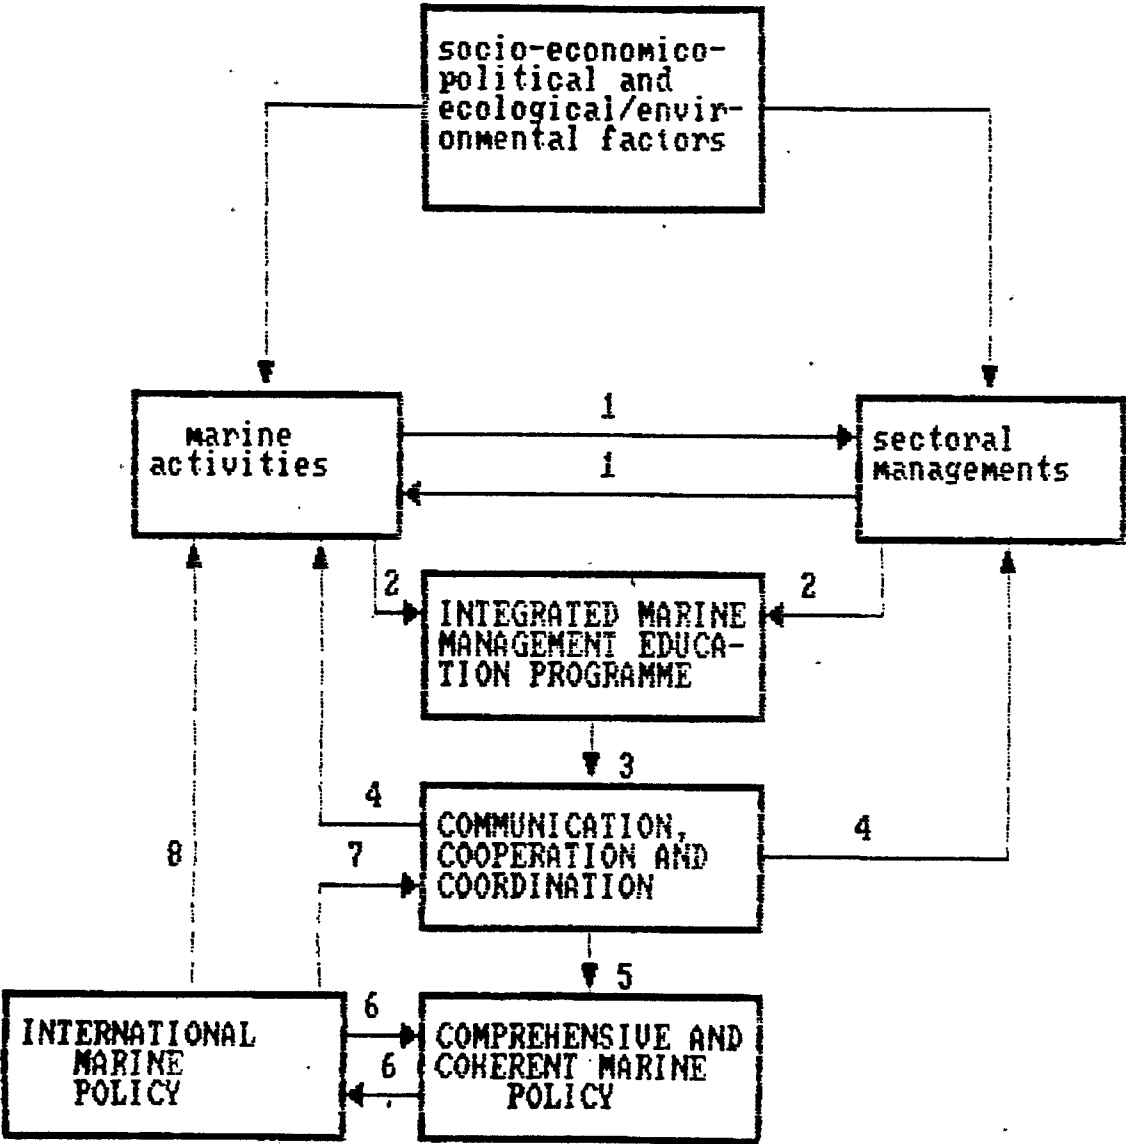 socio-economico-
political and
ecological/envir-
onmental factors
marine
activities
1
1
sectoral
managements
2
INTEGRATED MARINE
MANAGEMENT EDUCA-
TION PROGRAMME
2
3
4
COMMUNICATION,
COOPERATION AND
COORDINATION
4
8
7
5
INTERNATIONAL
MARINE
POLICY
6
6
COMPREHENSIVE AND
COHERENT MARINE
POLICY